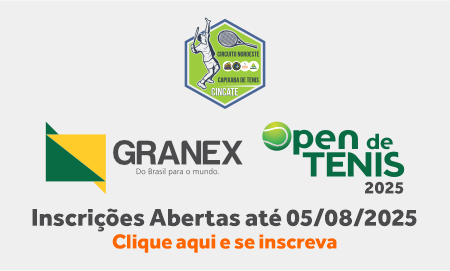 CIRCUITO NOROESTE
CAPIXABA DE TENIS
CINCATE
GRANEX
Do Brasil para o mundo.
Open de
TENIS
2025
Inscrições Abertas até 05/08/2025
Clique aqui e se inscreva